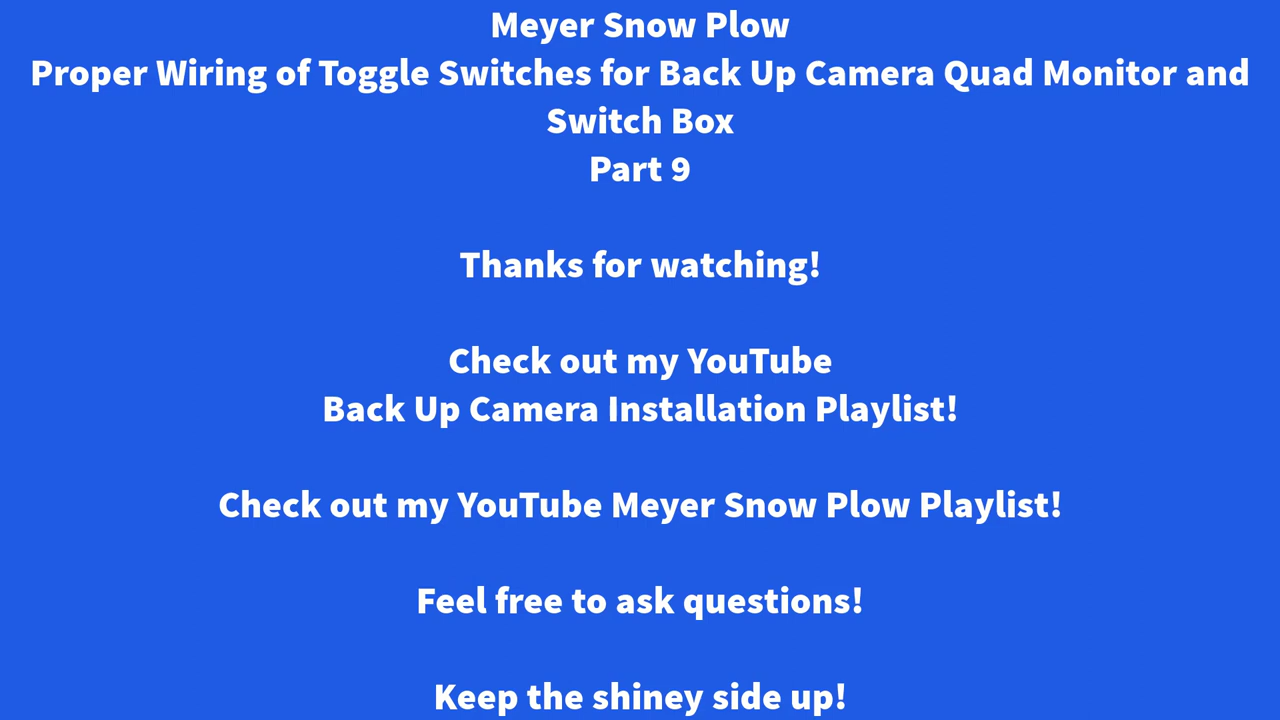 Meyer Snow Plow
Proper Wiring of Toggle Switches for Back Up Camera Quad Monitor and
Switch Box
Part 9
Thanks for watching!
Check out my YouTube
Back Up Camera Installation Playlist!
Check out my YouTube Meyer Snow Plow Playlist!
Feel free to ask questions!
Keep the shiney side up!